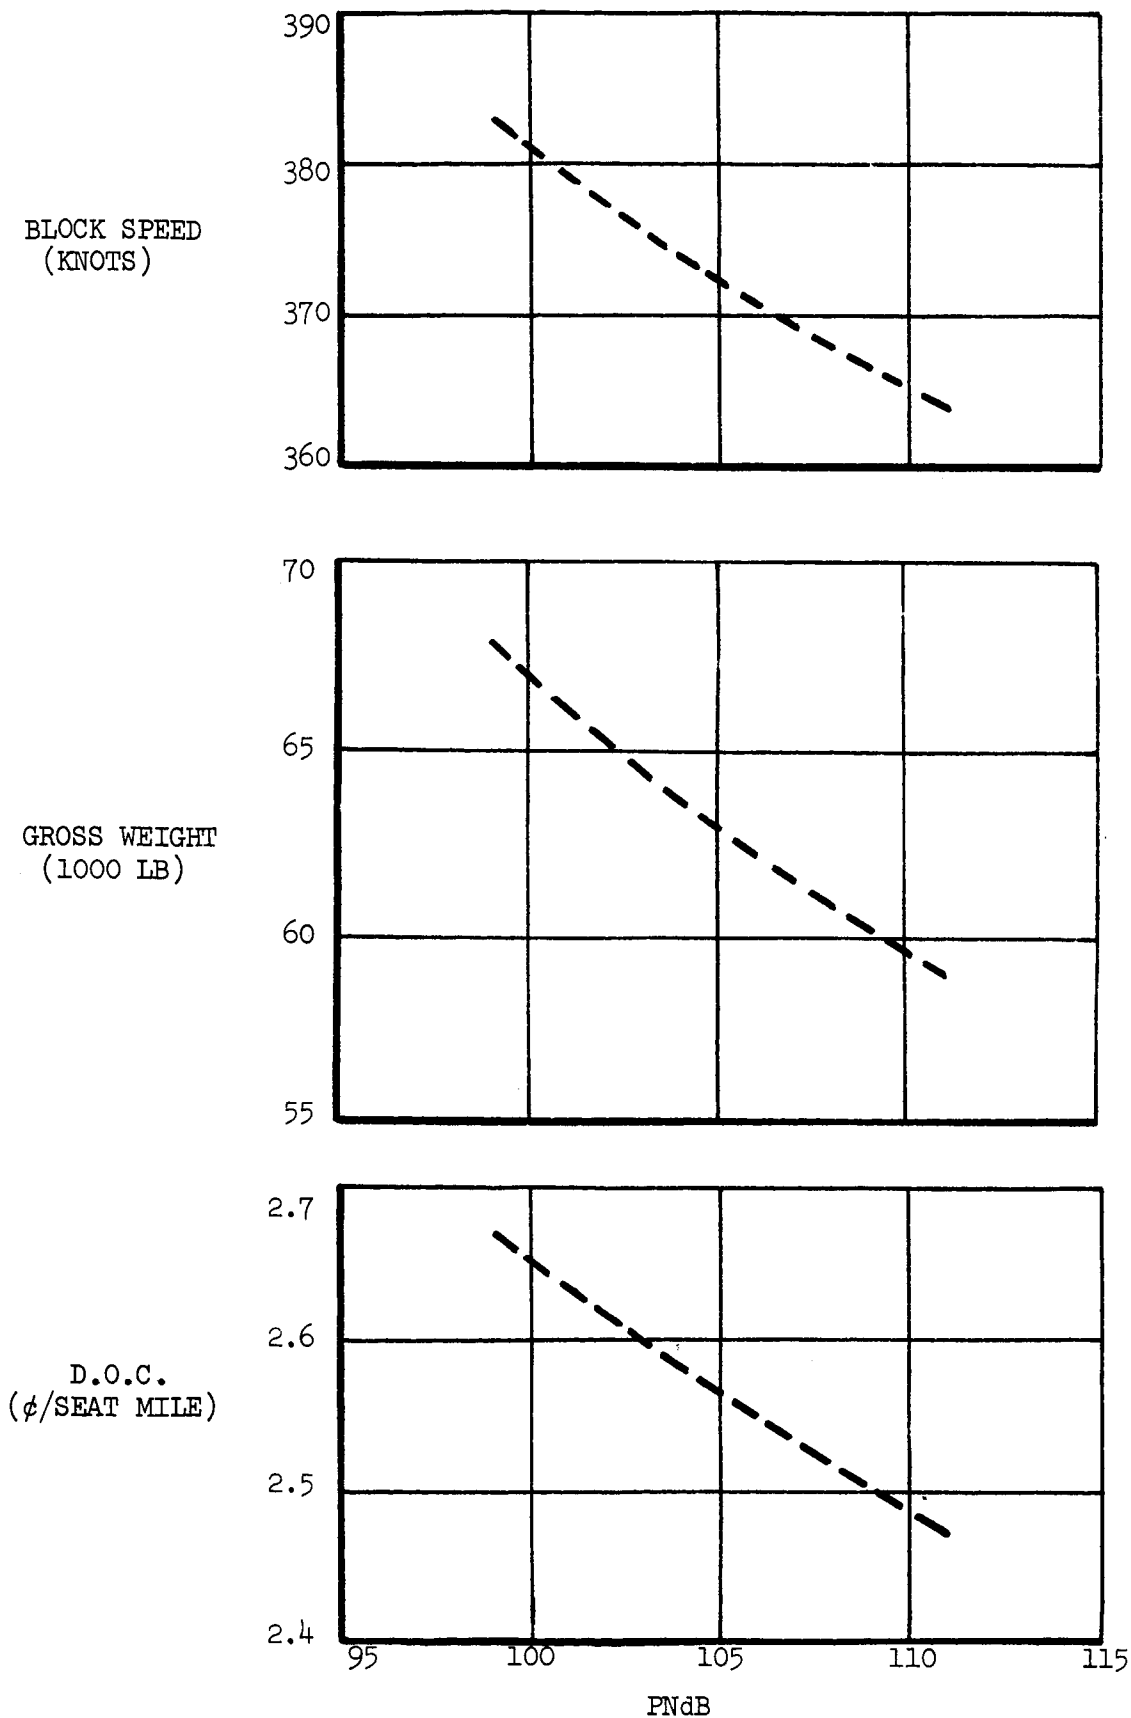 390
380
BLOCK SPEED
(KNOTS)
370
360
70
65
GROSS WEIGHT
(1000 LB)
60
55
2.7
2.6
D.O.C.
(¢/SEAT MILE)
2.5
2.4
95 100 105 110 115
PNdB